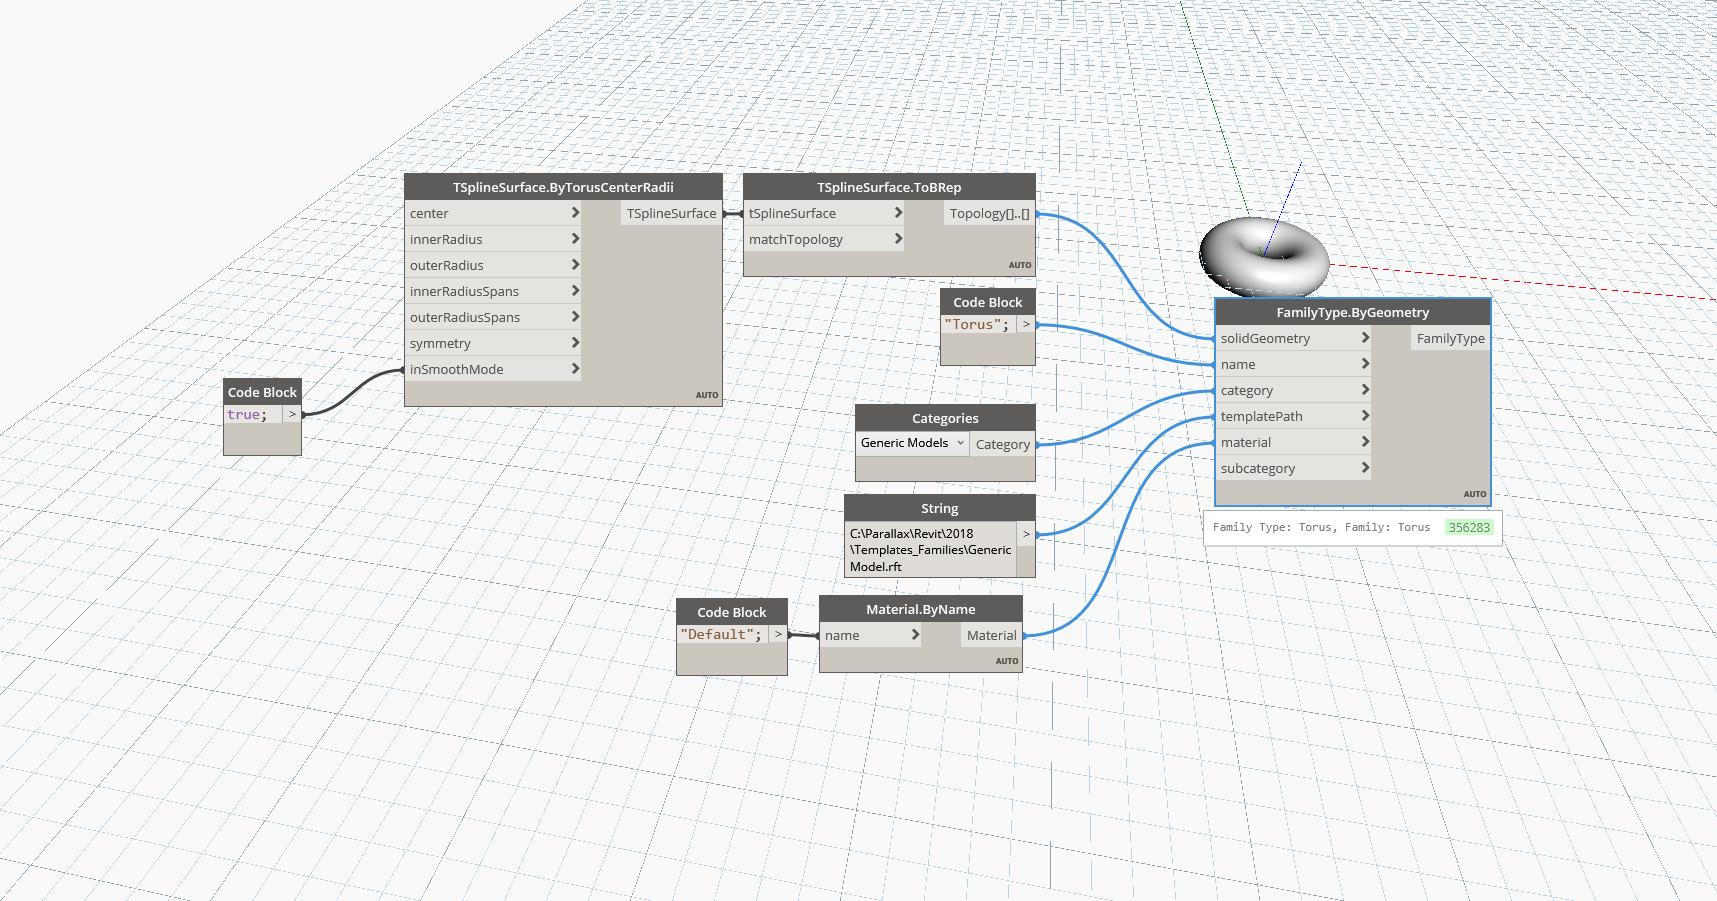 TSplineSurface.ByTorusCenterRadii
center
TSplineSurface
innerRadius
outerRadius
innerRadiusSpans
outerRadiusSpans
symmetry
inSmoothMode
AUTO
TSplineSurface.ToBRep
tSplineSurface
Topology[]..[]
matchTopology
AUTO
Code Block
"Torus";
>
Code Block
true;
>
Categories
Generic Models
Category
String
C:\Parallax\Revit\2018
\Templates_Families\Generic
Model.rft
>
Code Block
"Default";
>
Material.ByName
name
Material
AUTO
FamilyType.ByGeometry
solidGeometry
FamilyType
name
category
templatePath
material
subcategory
AUTO
Family Type: Torus, Family: Torus 356283